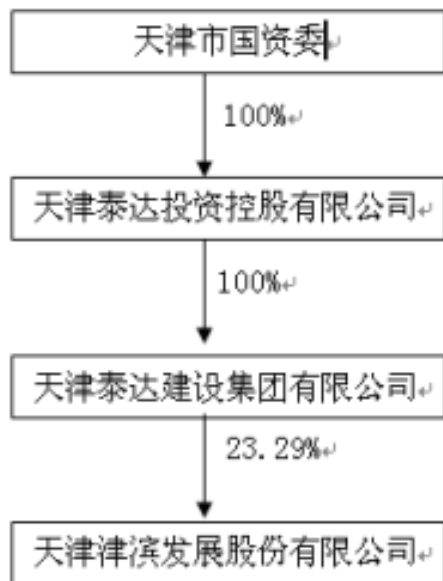 天津市国资委
100%
天津泰达投资控股有限公司
100%
天津泰达建设集团有限公司
23.29%
天津津滨发展股份有限公司